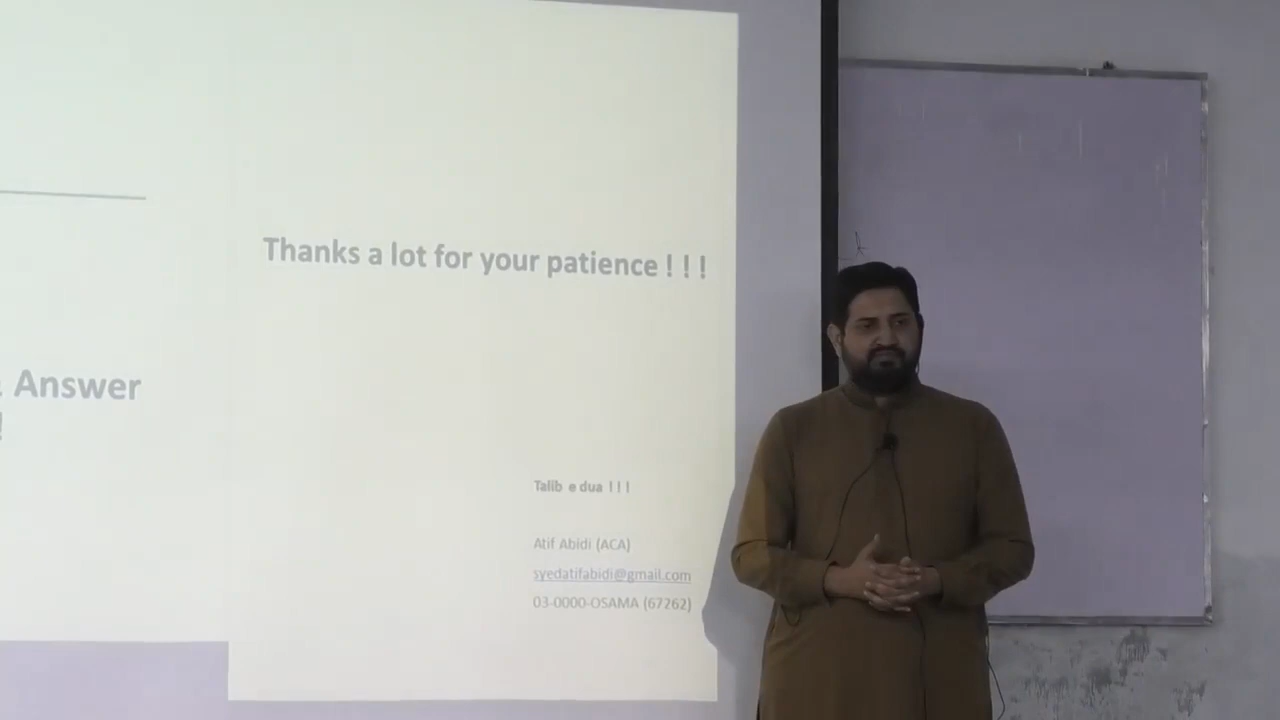 Answer
!
Thanks a lot for your patience ! ! !
Talib e dua ! ! !
Atif Abidi (ACA)
syedatifabidi@gmail.com
03-0000-OSAMA (67262)